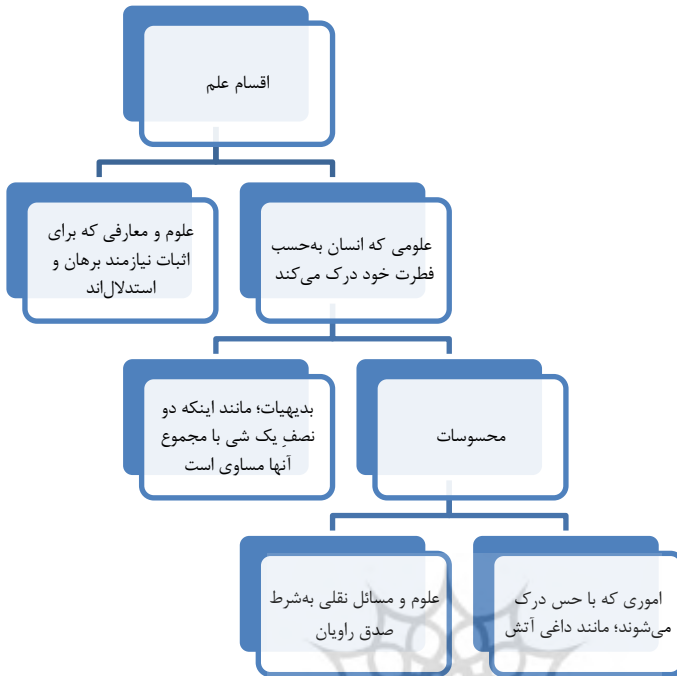 اقسام علم
علومی که انسان به‌حسب
فطرت خود درک می‌کند
علوم و معارفی که برای
اثبات نیازمند برهان و
استدلال‌اند
محسوسات
بدیهیات؛ مانند اینکه دو
نصفِ یک شی با مجموع
آنها مساوی است
اموری که با حس درک
می‌شوند؛ مانند داغی آتش
علوم و مسائل نقلی به‌شرط
صدق راویان